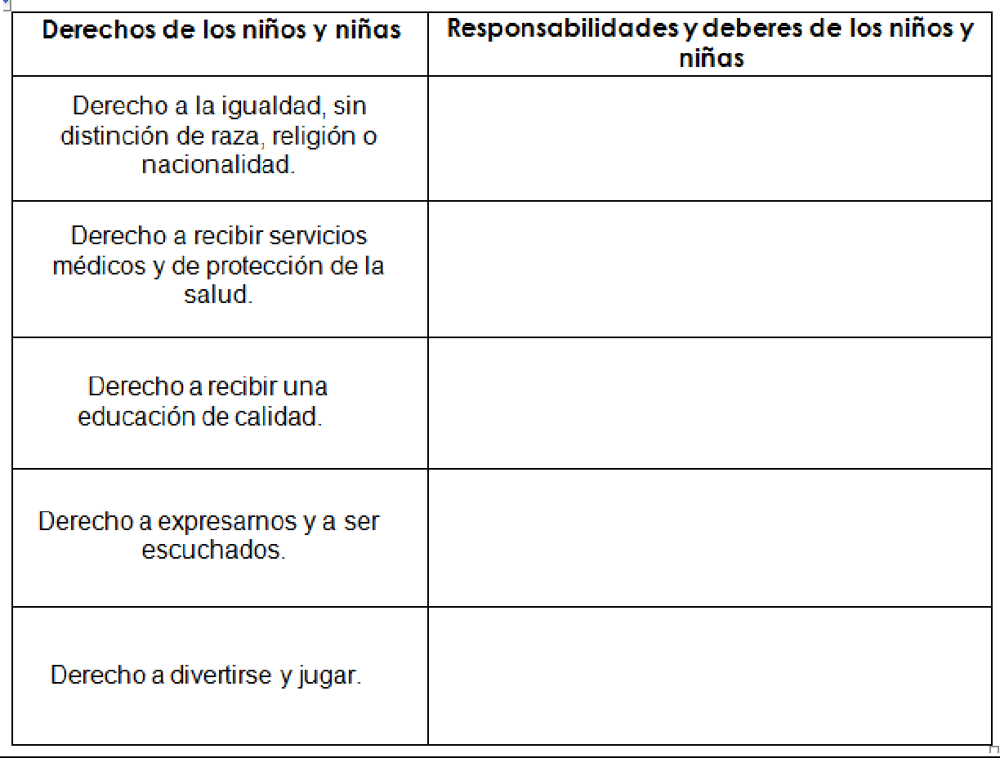 Derechos de los niños y niñas
Responsabilidades y deberes de los niños y
niñas
Derecho a la igualdad, sin
distinción de raza, religión o
nacionalidad.
Derecho a recibir servicios
médicos y de protección de la
salud.
Derecho a recibir una
educación de calidad.
Derecho a expresarnos y a ser
escuchados.
Derecho a divertirse y jugar.